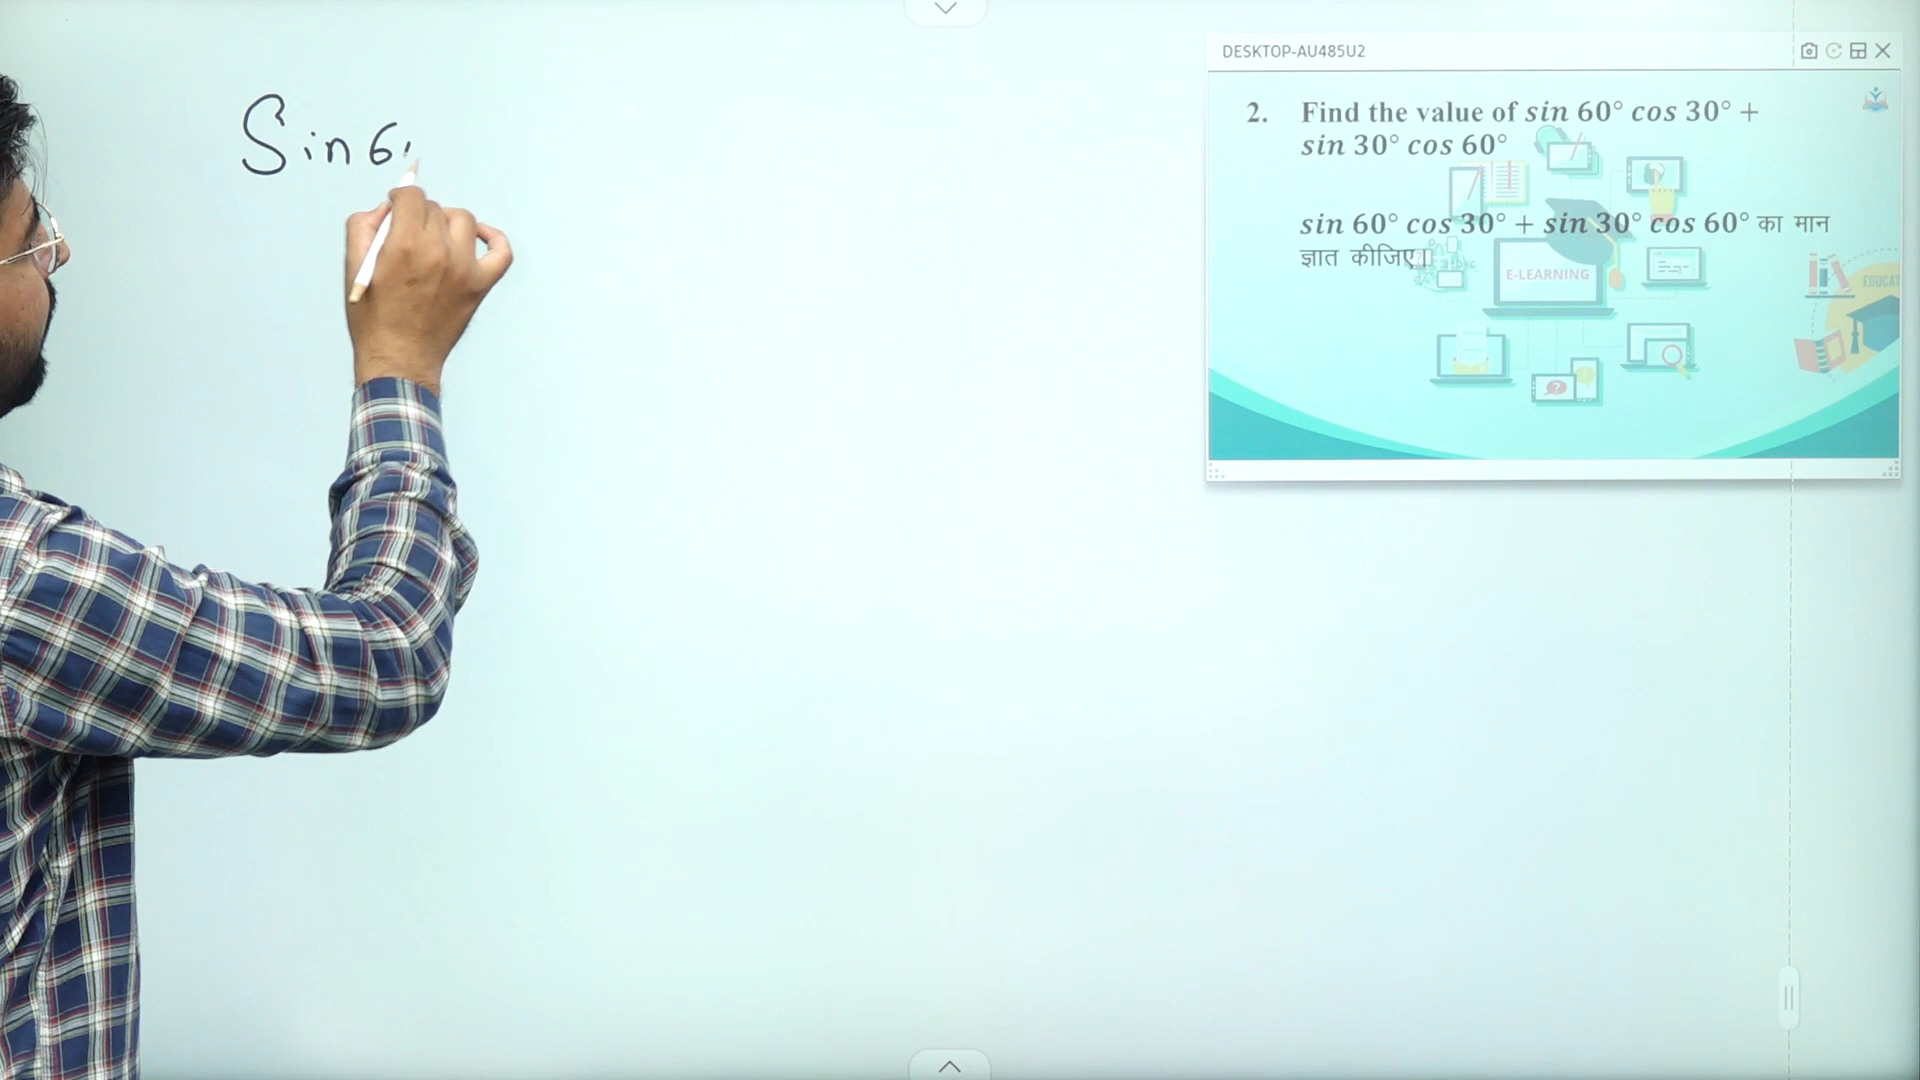 Sin 6
DESKTOP-AU485U2
2. Find the value of sin 60° cos 30° +
sin 30° cos 60°
sin 60° cos 30° + sin 30° cos 60° का मान
ज्ञात कीजिए।
E-LEARNING
EDUCAT